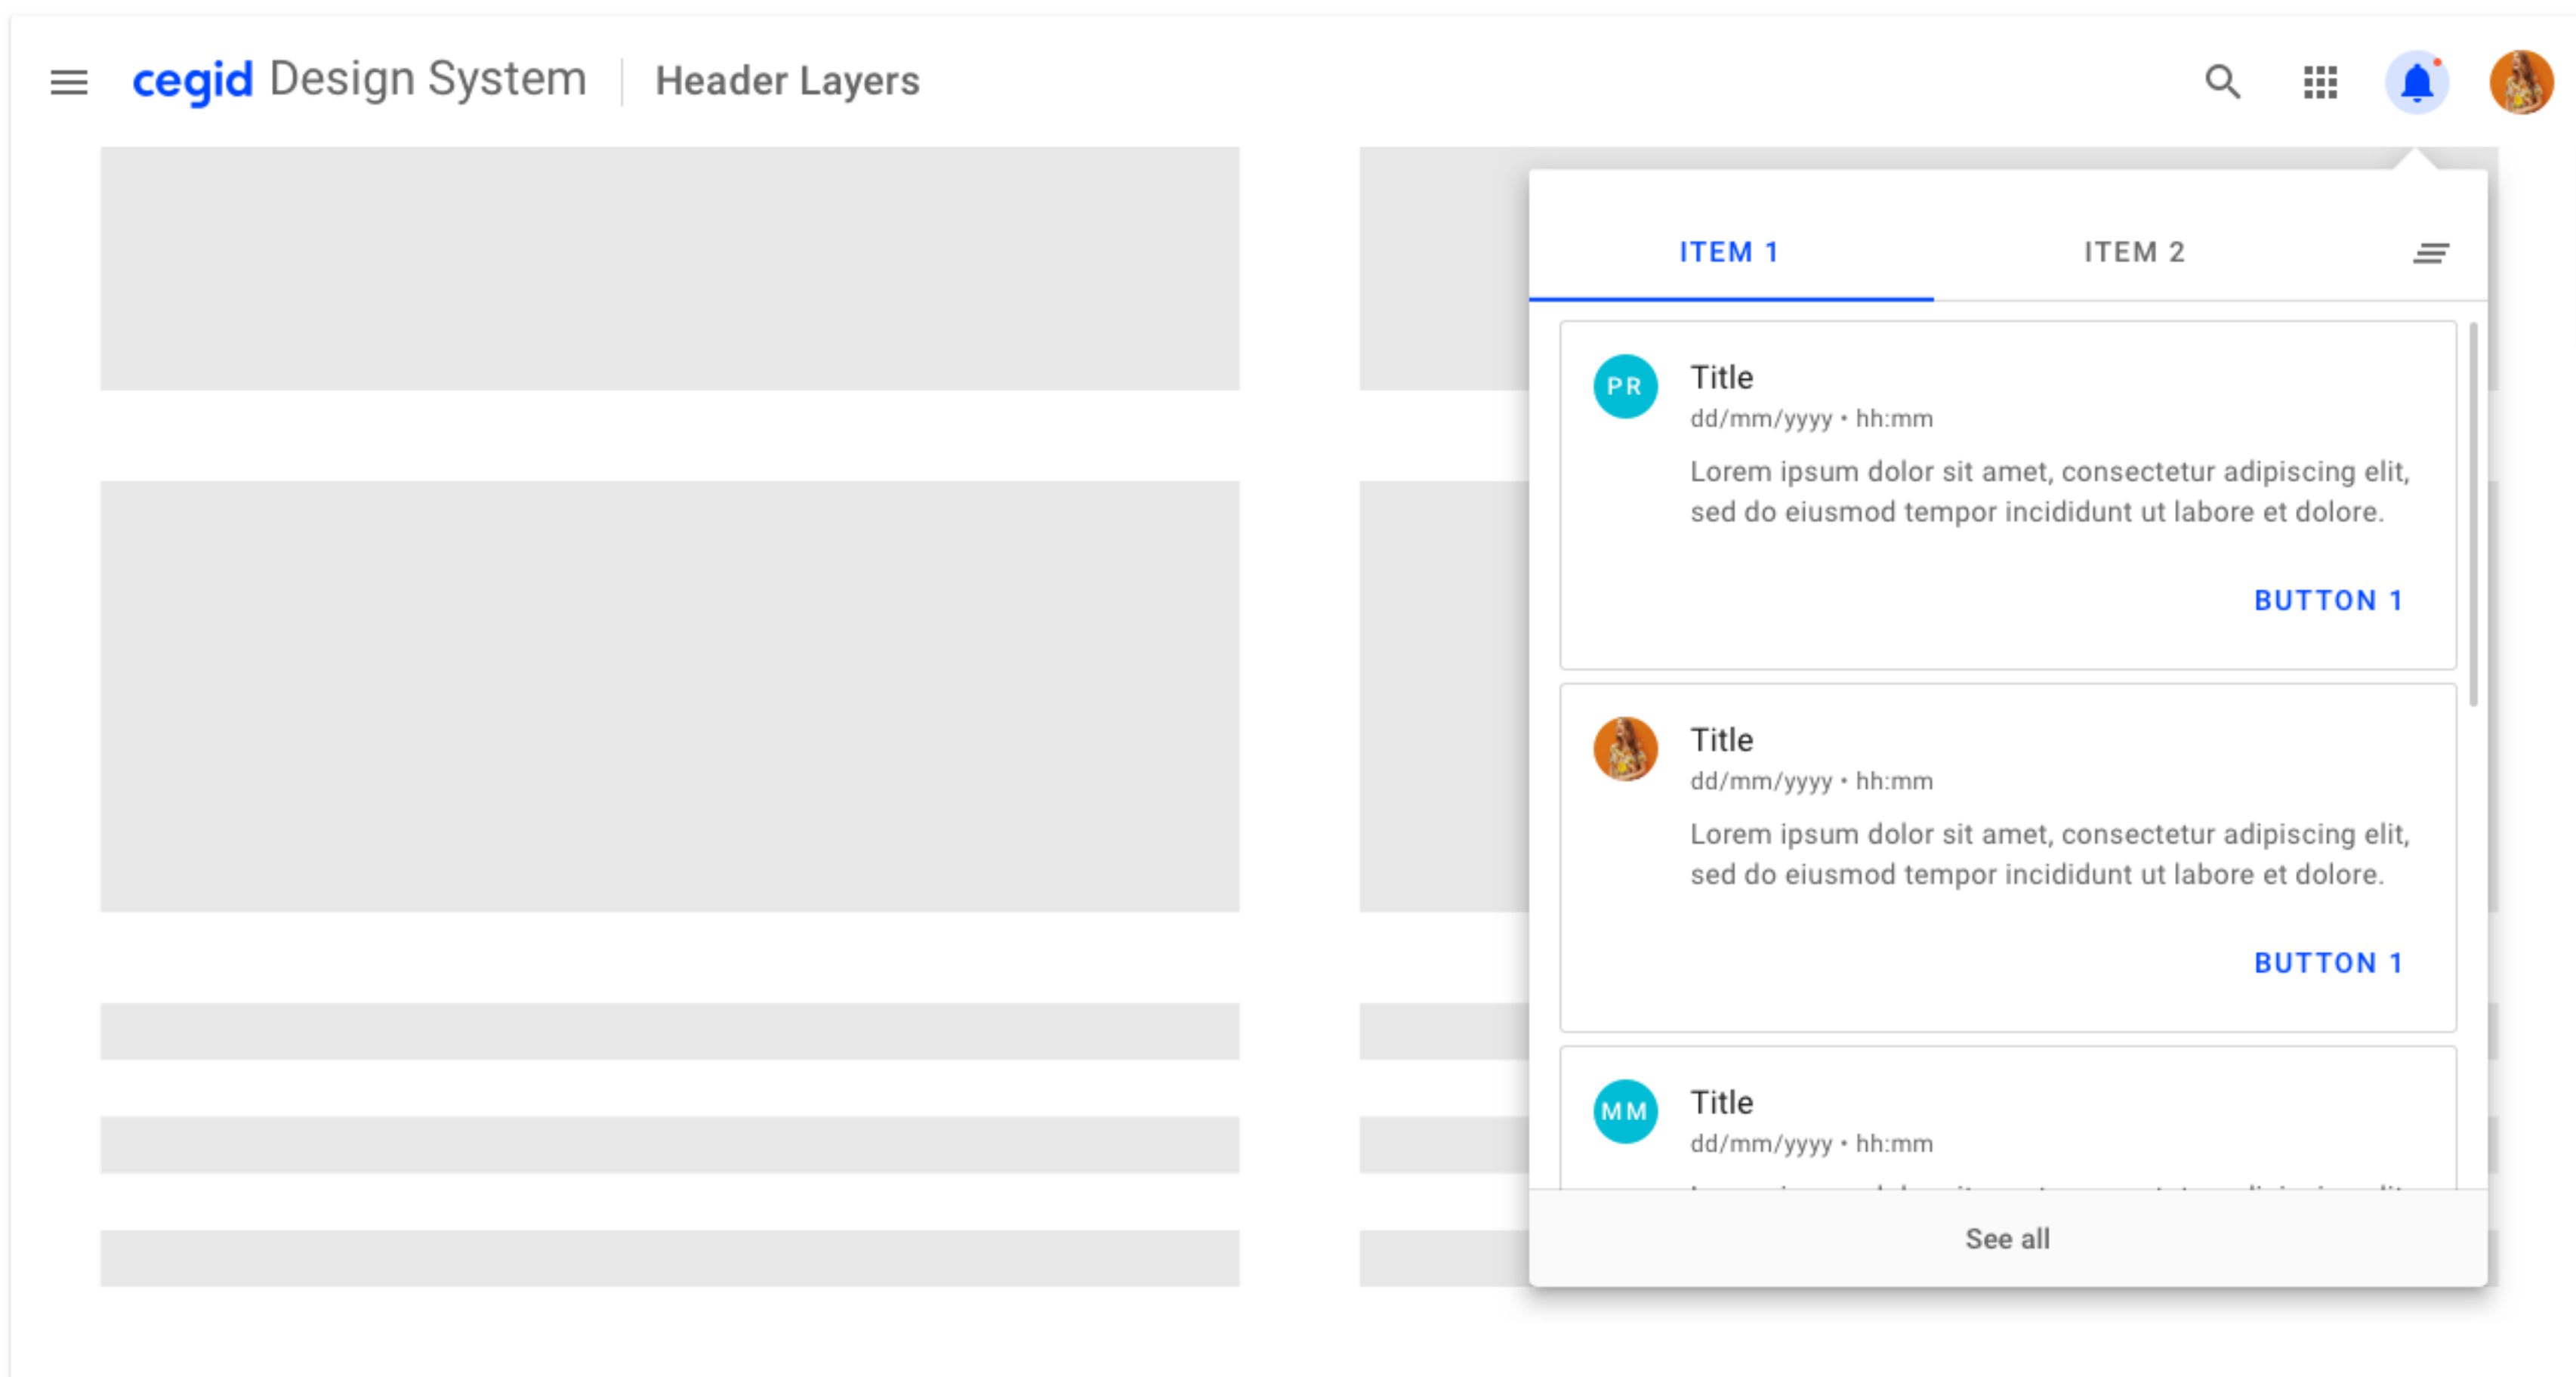 cegid Design System Header Layers
ITEM 1 ITEM 2
PR Title
dd/mm/yyyy • hh:mm
Lorem ipsum dolor sit amet, consectetur adipiscing elit,
sed do eiusmod tempor incididunt ut labore et dolore.
BUTTON 1
Title
dd/mm/yyyy • hh:mm
Lorem ipsum dolor sit amet, consectetur adipiscing elit,
sed do eiusmod tempor incididunt ut labore et dolore.
BUTTON 1
MM Title
dd/mm/yyyy • hh:mm
See all